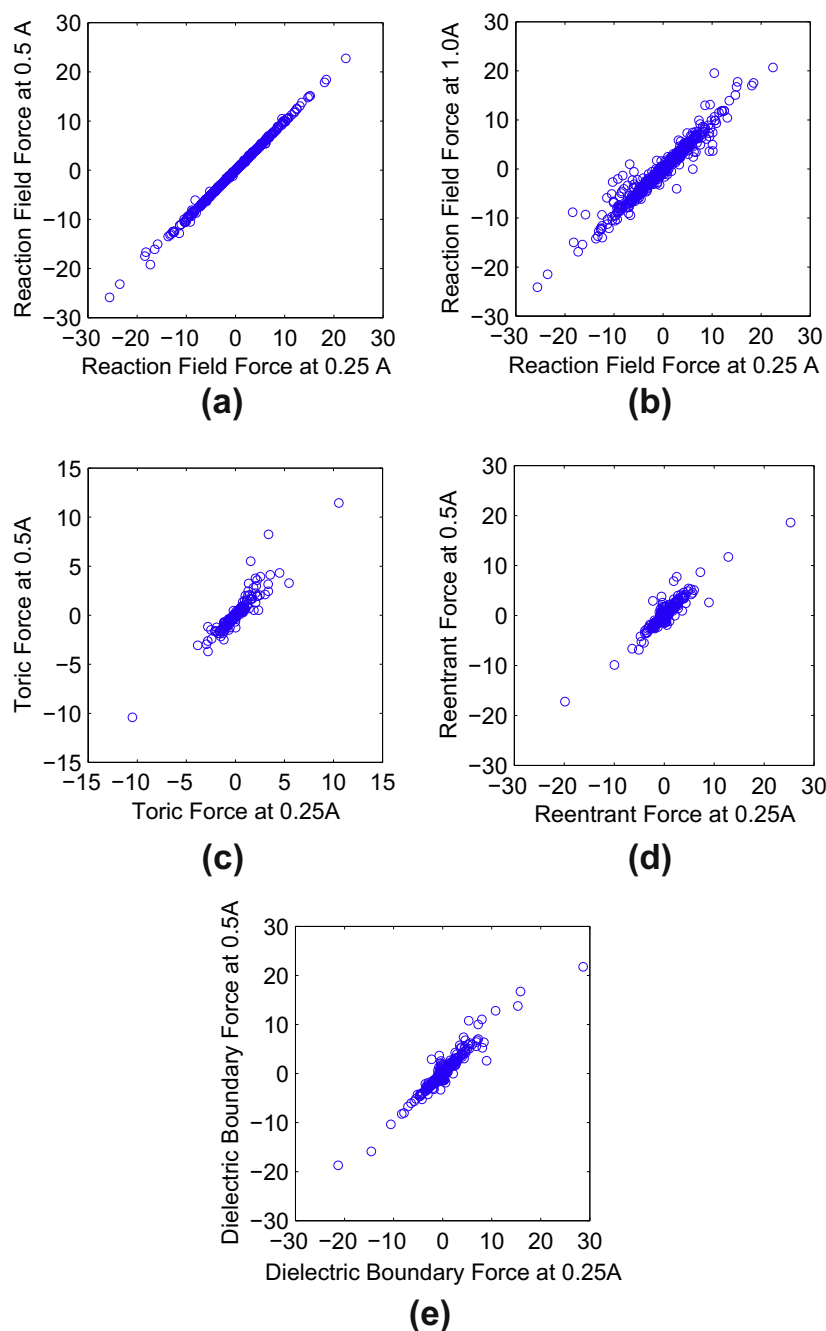 Reaction Field Force at 0.5 A
30
20
10
0
−10
−20
−30
−30 −20 −10 0 10 20 30
Reaction Field Force at 0.25 A
(a)
Reaction Field Force at 1.0A
30
20
10
0
−10
−20
−30
−30 −20 −10 0 10 20 30
Reaction Field Force at 0.25 A
(b)
Toric Force at 0.5A
15
10
5
0
−5
−10
−15
−15 −10 −5 0 5 10 15
Toric Force at 0.25A
(c)
Reentrant Force at 0.5A
30
20
10
0
−10
−20
−30
−30 −20 −10 0 10 20 30
Reentrant Force at 0.25A
(d)
Dielectric Boundary Force at 0.5A
30
20
10
0
−10
−20
−30
−30 −20 −10 0 10 20 30
Dielectric Boundary Force at 0.25A
(e)